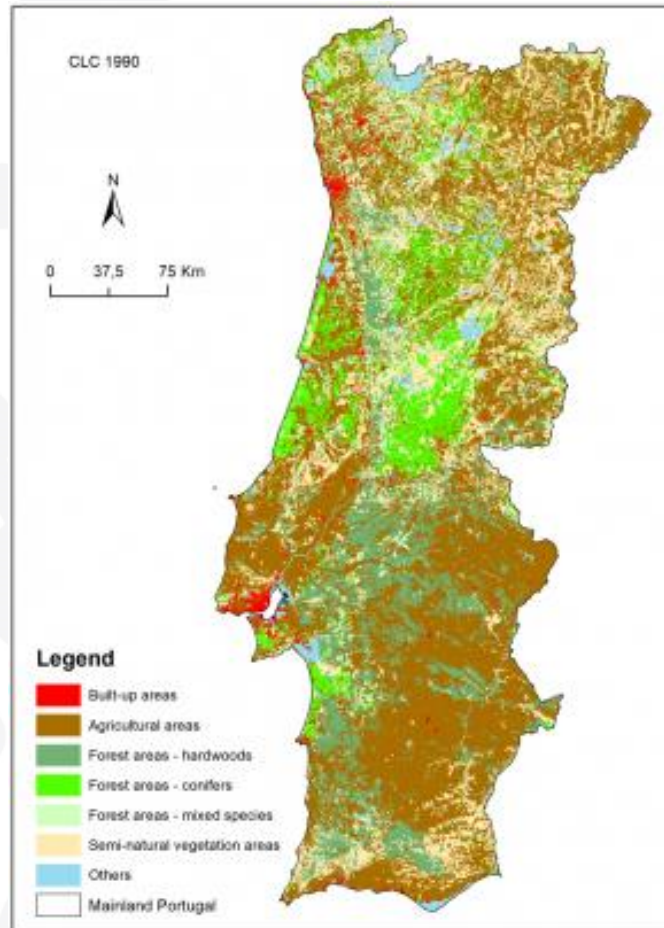 CLC 1990
N
0 37,5 75 Km
Legend
Built-up areas
Agricultural areas
Forest areas - hardwoods
Forest areas - conifers
Forest areas - mixed species
Semi-natural vegetation areas
Others
Mainland Portugal